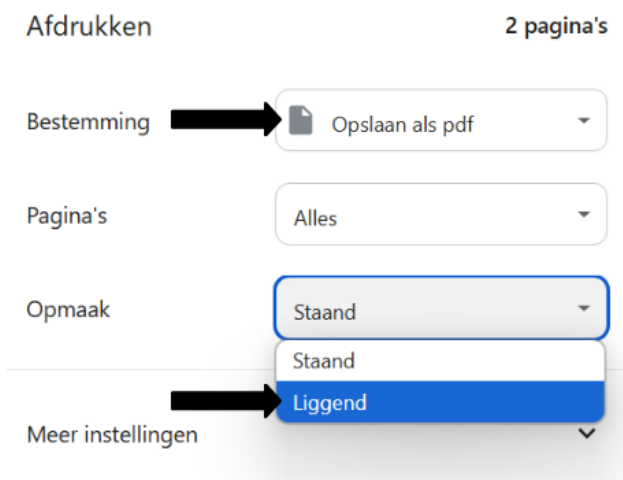 Afdrukken 2 pagina's
Bestemming Opslaan als pdf
Pagina's Alles
Opmaak Staand
Staand
Liggend
Meer instellingen